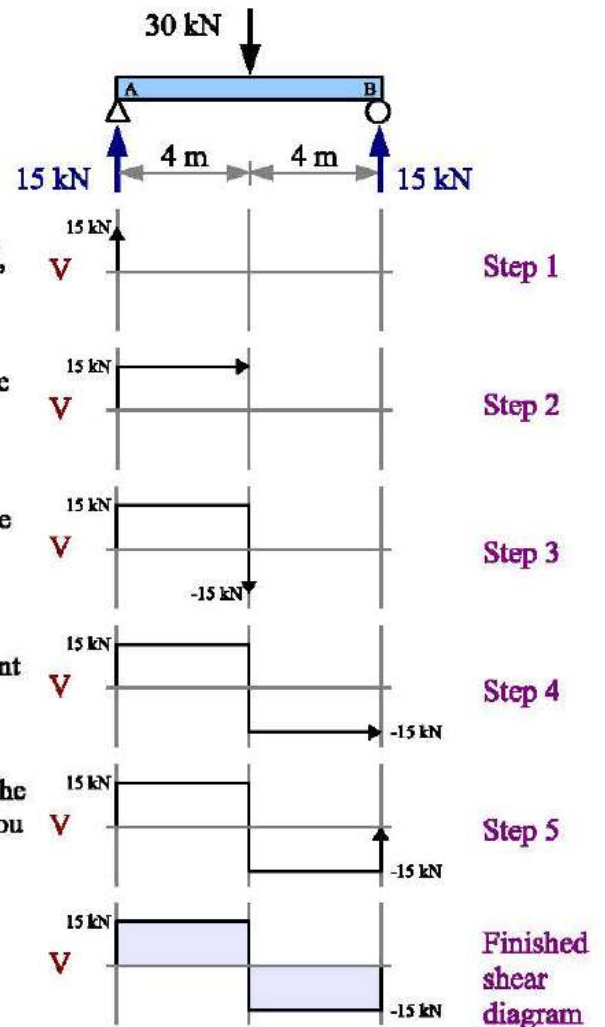 30 kN
A B
4 m 4 m
15 kN 15 kN
15 kN
, V Step 1
15 kN
V Step 2
15 kN
V Step 3
-15 kN
15 kN
V Step 4
-15 kN
15 kN
he
V Step 5
-15 kN
15 kN
V Finished
shear
-15 kN diagram